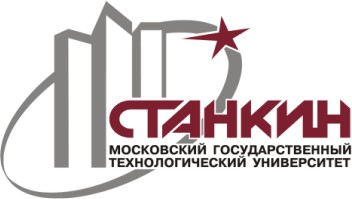 СТАНКИН
МОСКОВСКИЙ ГОСУДАРСТВЕННЫЙ
ТЕХНОЛОГИЧЕСКИЙ УНИВЕРСИТЕТ